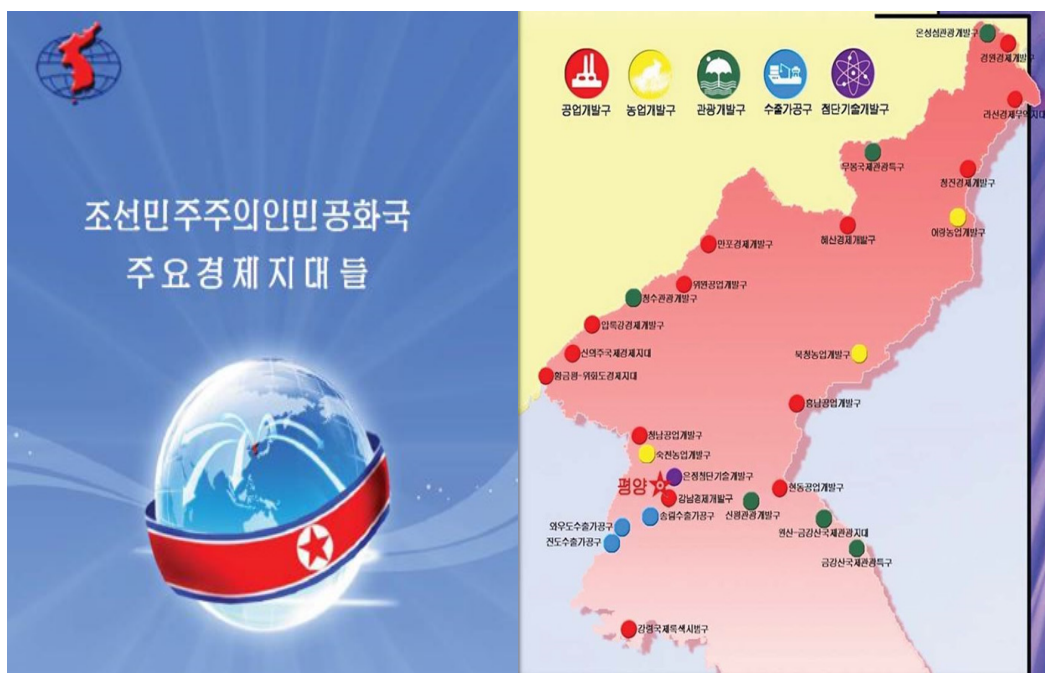 조선민주주의인민공화국
주요경제지대들
공업개발구
농업개발구
관광개발구
수출가공구
첨단기술개발구
온성섬관광개발구
경원경제개발구
라선경제무역지대
무봉국제관광특구
청진경제개발구
어랑농업개발구
혜산경제개발구
만포경제개발구
위원공업개발구
청수관광개발구
압록강경제개발구
신의주국제경제지대
황금평-위화도경제지대
북청농업개발구
흥남공업개발구
청남공업개발구
숙천농업개발구
은정첨단기술개발구
평양
강남경제개발구
현동공업개발구
신평관광개발구
송림수출가공구
와우도수출가공구
원산-금강산국제관광지대
진도수출가공구
금강산국제관광특구
강령국제록색시범구